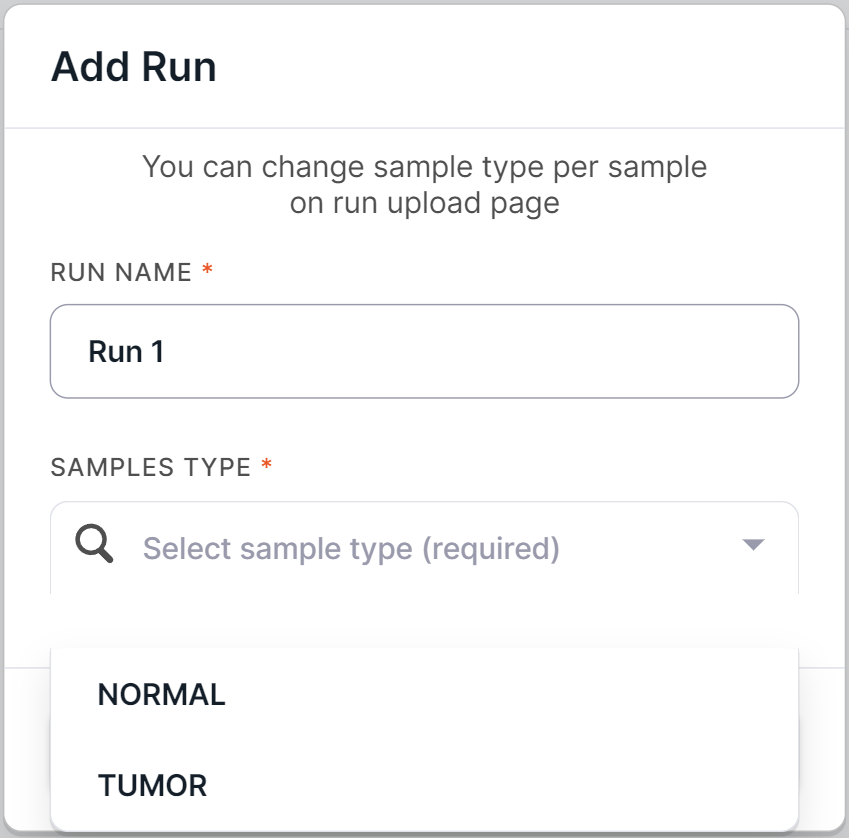 Add Run
You can change sample type per sample
on run upload page
RUN NAME *
Run 1
SAMPLES TYPE *
Select sample type (required)
NORMAL
TUMOR